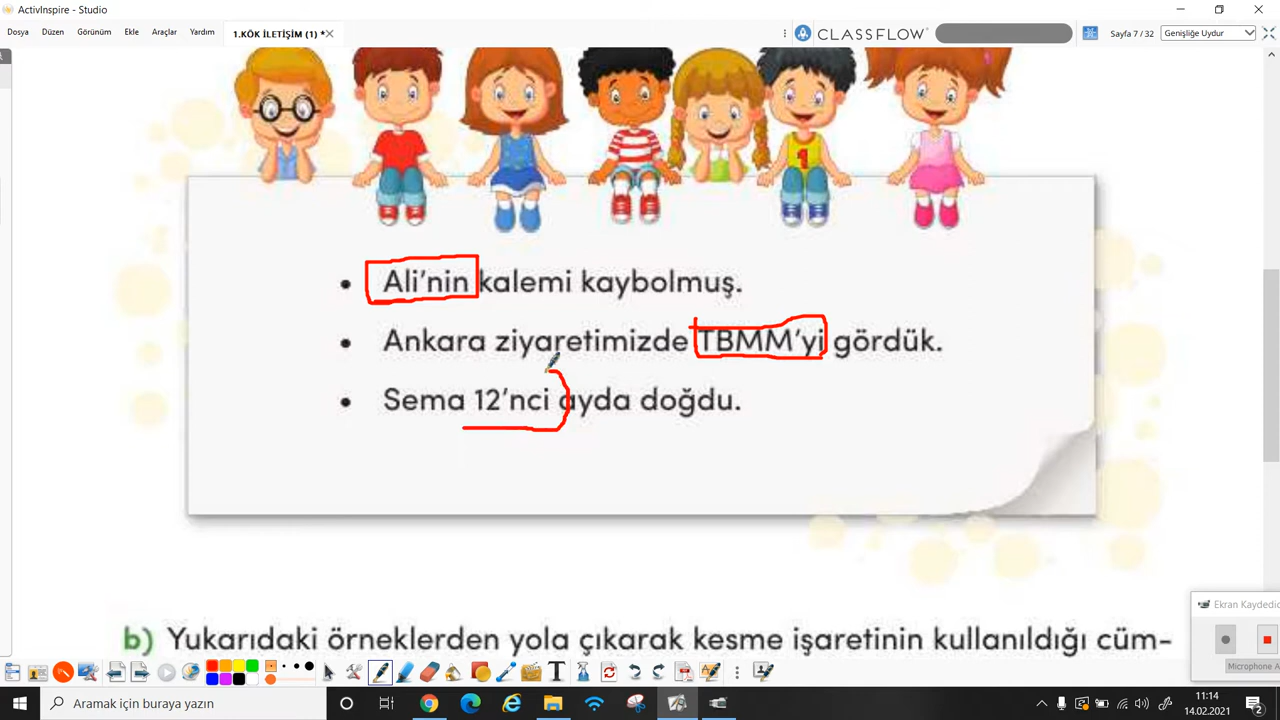 ActivInspire - Studio
Dosya Düzen Görünüm Ekle Araçlar Yardım
1.KÖK İLETİŞİM (1) *
CLASSFLOW
Sayfa 7 / 32
Genişliğe Uydur
1
• Ali'nin kalemi kaybolmuş.
• Ankara ziyaretimizde TBMM'yi gördük.
• Sema 12'nci ayda doğdu.
b) Yukarıdaki örneklerden yola çıkarak kesme işaretinin kullanıldığı cüm-
Ekran Kaydedic
Microphone A
T
Aramak için buraya yazın
11:14
14.02.2021
2